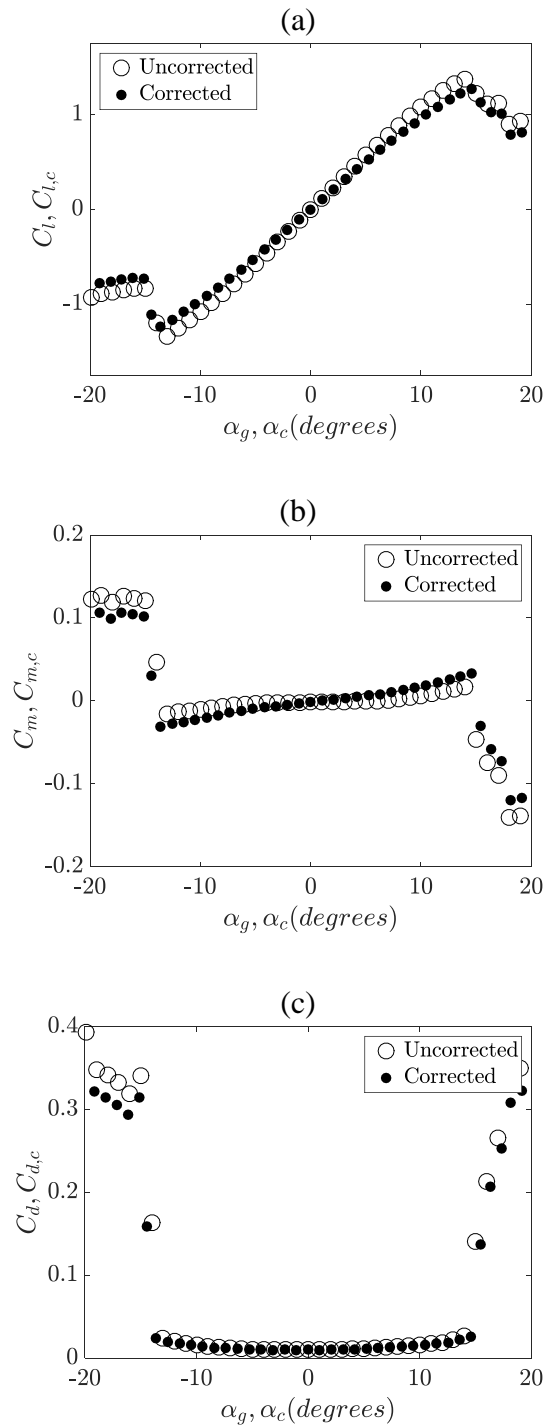 (a)
Uncorrected
Corrected
1
0
-1
C_l, C_{l,c}
-20 -10 0 10 20
α_g, α_c(degrees)
(b)
0.2
Uncorrected
Corrected
0.1
0
-0.1
-0.2
C_m, C_{m,c}
-20 -10 0 10 20
α_g, α_c(degrees)
(c)
0.4
Uncorrected
Corrected
0.3
0.2
0.1
0
C_d, C_{d,c}
-20 -10 0 10 20
α_g, α_c(degrees)